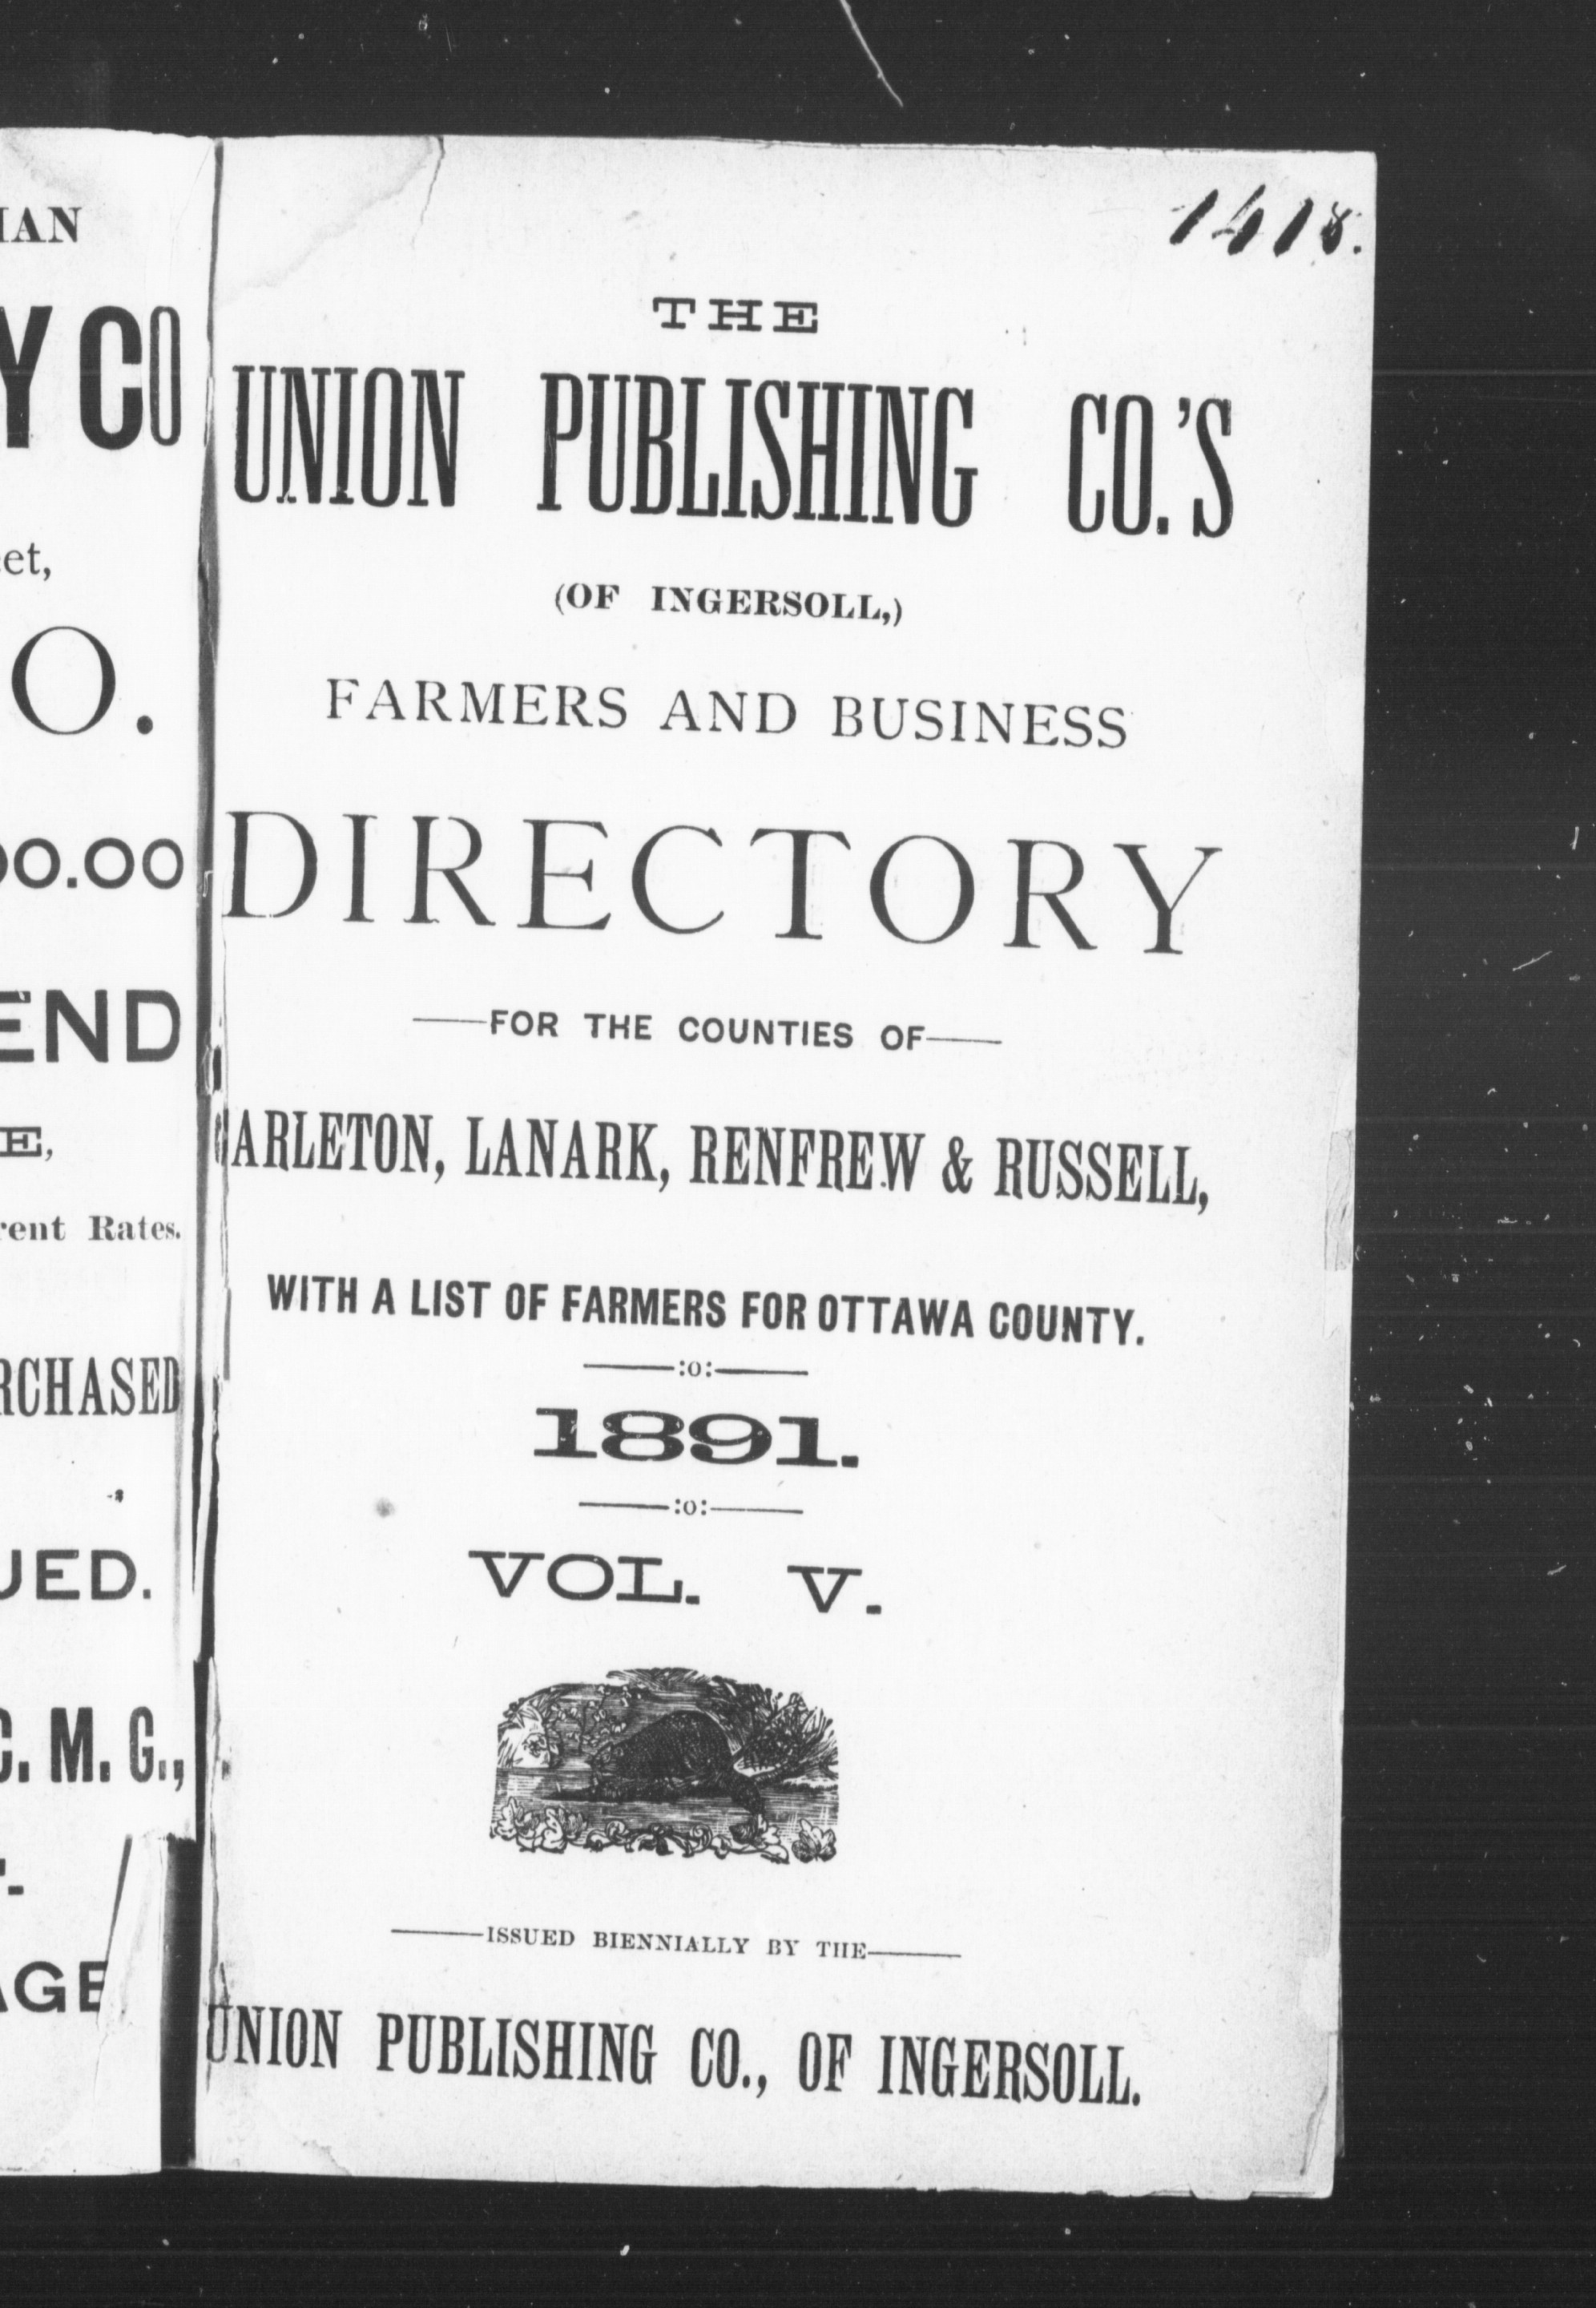 IAN
Y CO
et,
O.
00.00
END
E,
rent Rates.
RCHASED
UED.
C. M. G.,
AGE
1418.
THE
UNION PUBLISHING CO.'S
(OF INGERSOLL,)
FARMERS AND BUSINESS
DIRECTORY
—FOR THE COUNTIES OF—
CARLETON, LANARK, RENFREW & RUSSELL,
WITH A LIST OF FARMERS FOR OTTAWA COUNTY.
—:o:—
1891.
—:o:—
VOL. V.
—ISSUED BIENNIALLY BY THE—
UNION PUBLISHING CO., OF INGERSOLL.